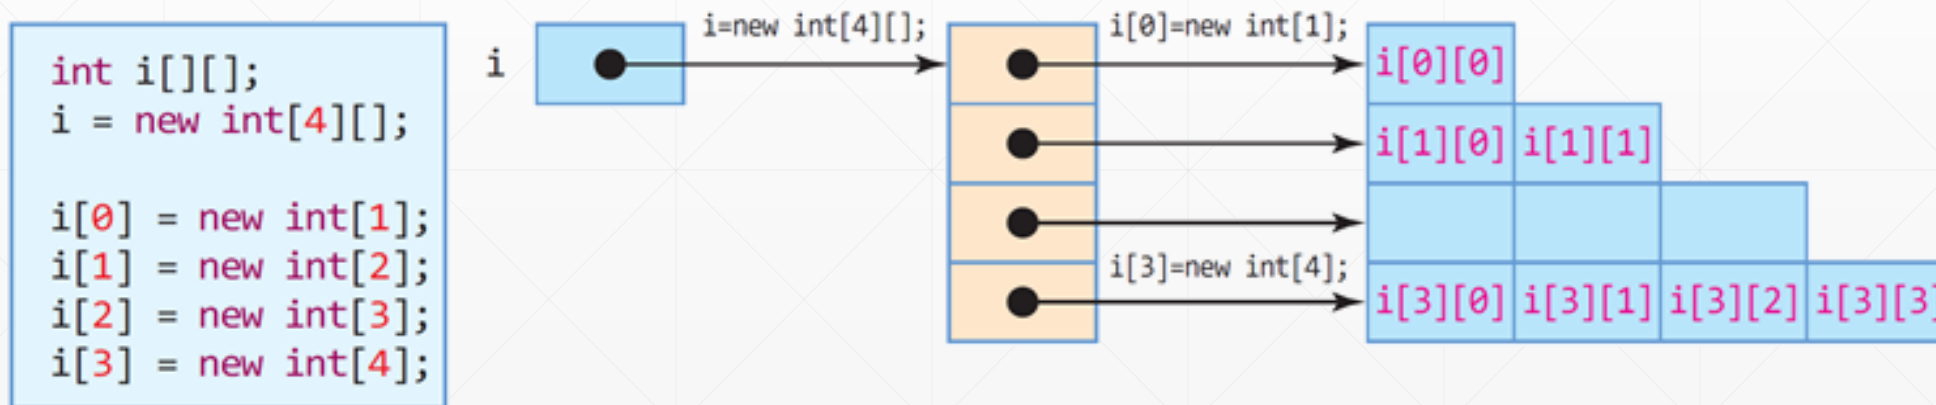 int i[][];
i = new int[4][];
i[0] = new int[1];
i[1] = new int[2];
i[2] = new int[3];
i[3] = new int[4];
i
i=new int[4][];
i[0]=new int[1];
i[3]=new int[4];
i[0][0]
i[1][0] i[1][1]
i[3][0] i[3][1] i[3][2] i[3][3]